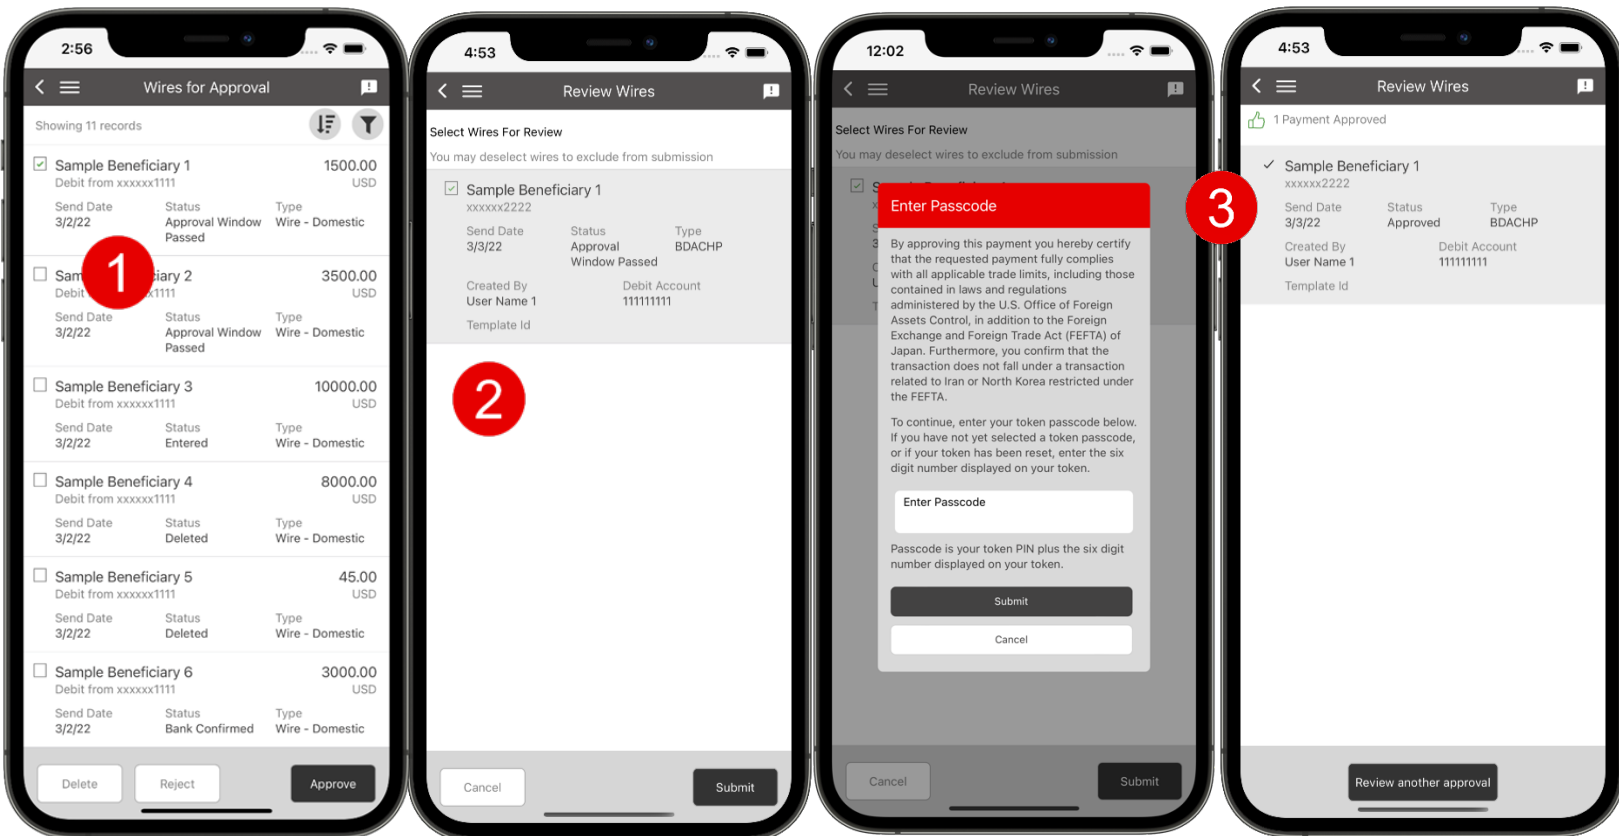 2:56
Wires for Approval
Showing 11 records
Sample Beneficiary 1 1500.00
Debit from xxxxxx1111 USD
Send Date Status Type
3/2/22 Approval Window Wire - Domestic
Passed
1
Sam iary 2 3500.00
Debit 1111 USD
Send Date Status Type
3/2/22 Approval Window Wire - Domestic
Passed
Sample Beneficiary 3 10000.00
Debit from xxxxxx1111 USD
Send Date Status Type
3/2/22 Entered Wire - Domestic
Sample Beneficiary 4 8000.00
Debit from xxxxxx1111 USD
Send Date Status Type
3/2/22 Deleted Wire - Domestic
Sample Beneficiary 5 45.00
Debit from xxxxxx1111 USD
Send Date Status Type
3/2/22 Deleted Wire - Domestic
Sample Beneficiary 6 3000.00
Debit from xxxxxx1111 USD
Send Date Status Type
3/2/22 Bank Confirmed Wire - Domestic
Delete Reject Approve
4:53
Review Wires
Select Wires For Review
You may deselect wires to exclude from submission
Sample Beneficiary 1
xxxxxx2222
Send Date Status Type
3/3/22 Approval BDACHP
Window Passed
Created By Debit Account
User Name 1 111111111
Template Id
2
Cancel Submit
12:02
Review Wires
Select Wires For Review
You may deselect wires to exclude from submission
Enter Passcode
By approving this payment you hereby certify
that the requested payment fully complies
with all applicable trade limits, including those
contained in laws and regulations
administered by the U.S. Office of Foreign
Assets Control, in addition to the Foreign
Exchange and Foreign Trade Act (FEFTA) of
Japan. Furthermore, you confirm that the
transaction does not fall under a transaction
related to Iran or North Korea restricted under
the FEFTA.
To continue, enter your token passcode below.
If you have not yet selected a token passcode,
or if your token has been reset, enter the six
digit number displayed on your token.
Enter Passcode
Passcode is your token PIN plus the six digit
number displayed on your token.
Submit
Cancel
Cancel Submit
3
4:53
Review Wires
1 Payment Approved
Sample Beneficiary 1
xxxxxx2222
Send Date Status Type
3/3/22 Approved BDACHP
Created By Debit Account
User Name 1 111111111
Template Id
Review another approval